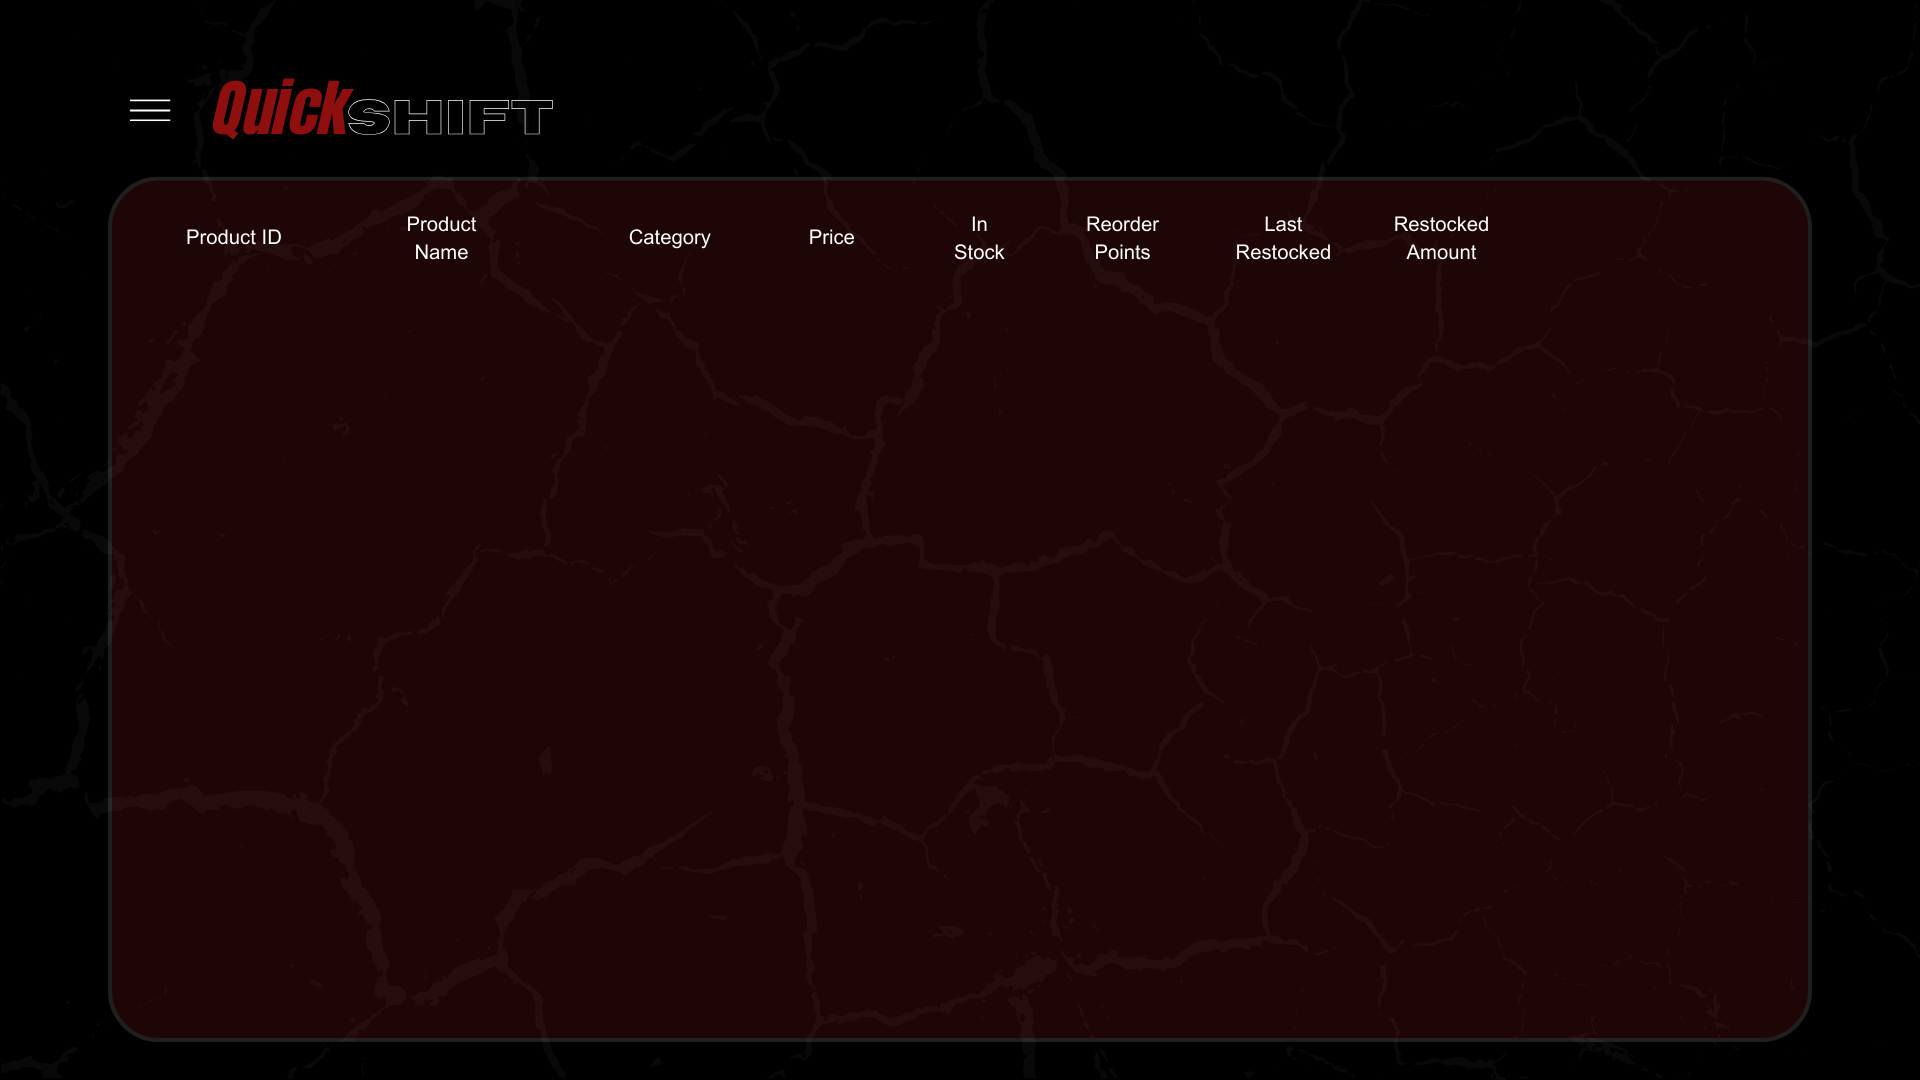 QuickSHIFT
Product ID
Product
Name
Category
Price
In
Stock
Reorder
Points
Last
Restocked
Restocked
Amount